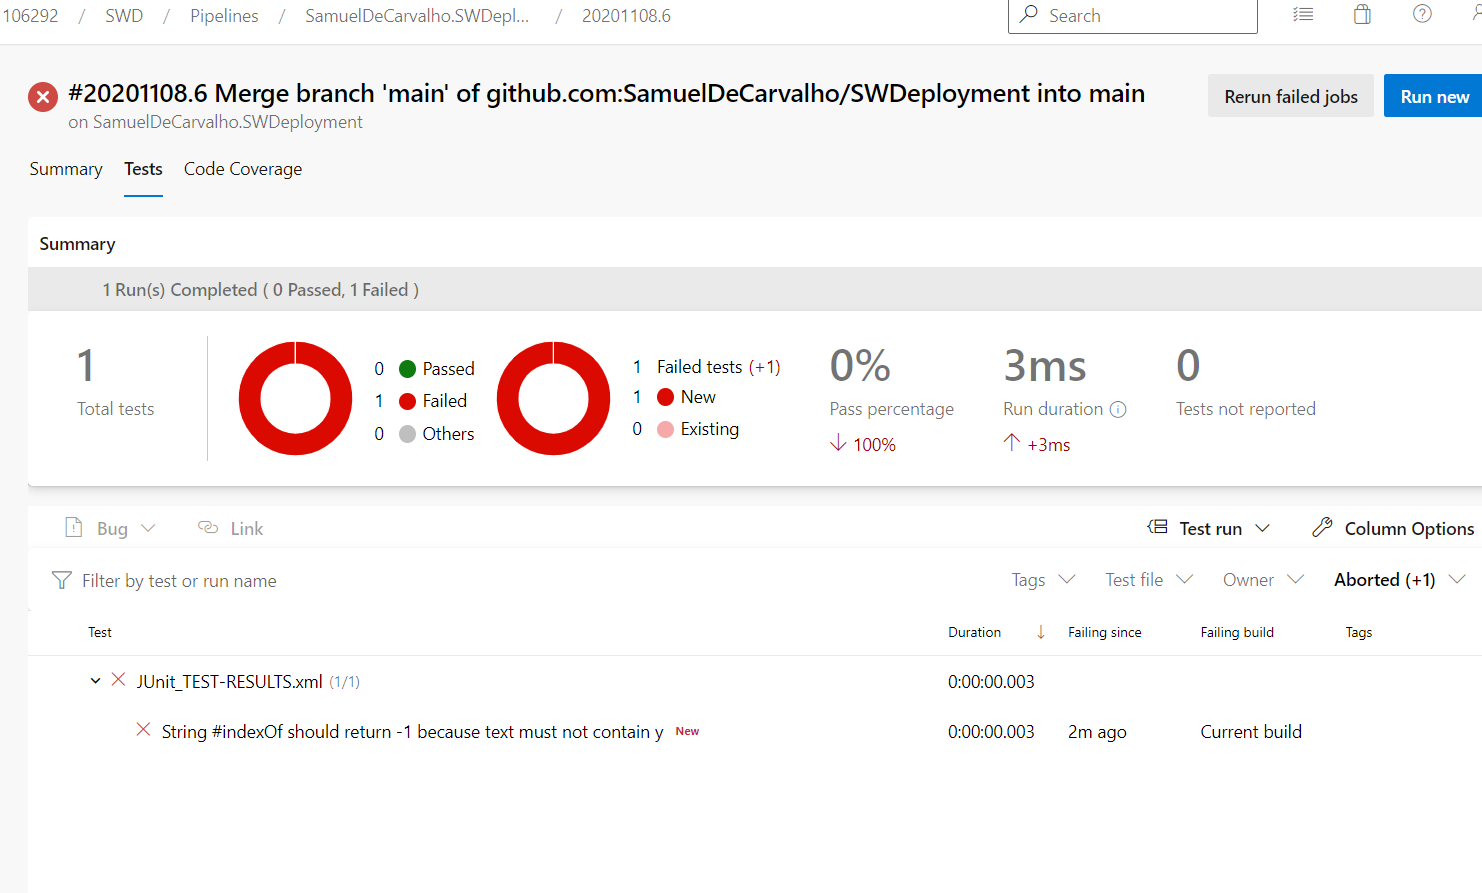 106292 / SWD / Pipelines / SamuelDeCarvalho.SWDepl... / 20201108.6
Search
#20201108.6 Merge branch 'main' of github.com:SamuelDeCarvalho/SWDeployment into main
on SamuelDeCarvalho.SWDeployment
Rerun failed jobs
Run new
Summary Tests Code Coverage
Summary
1 Run(s) Completed ( 0 Passed, 1 Failed )
1
Total tests
0 Passed
1 Failed
0 Others
1 Failed tests (+1)
1 New
0 Existing
0%
Pass percentage
100%
3ms
Run duration
+3ms
0
Tests not reported
Bug Link Test run Column Options
Filter by test or run name Tags Test file Owner Aborted (+1)
Test Duration Failing since Failing build Tags
JUnit_TEST-RESULTS.xml (1/1) 0:00:00.003
String #indexOf should return -1 because text must not contain y New 0:00:00.003 2m ago Current build